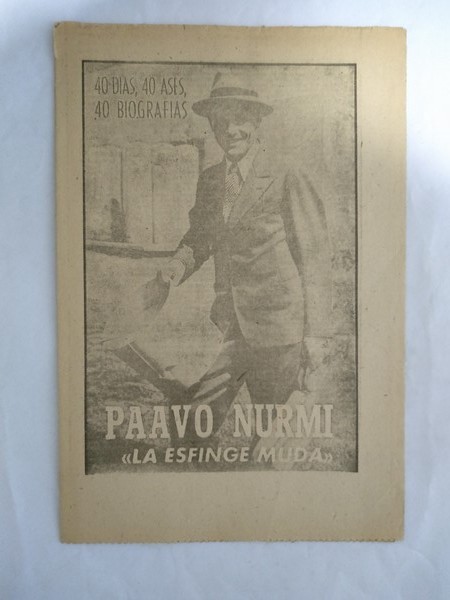 40 DIAS, 40 ASES,
40 BIOGRAFIAS
PAAVO NURMI
«LA ESFINGE MUDA»